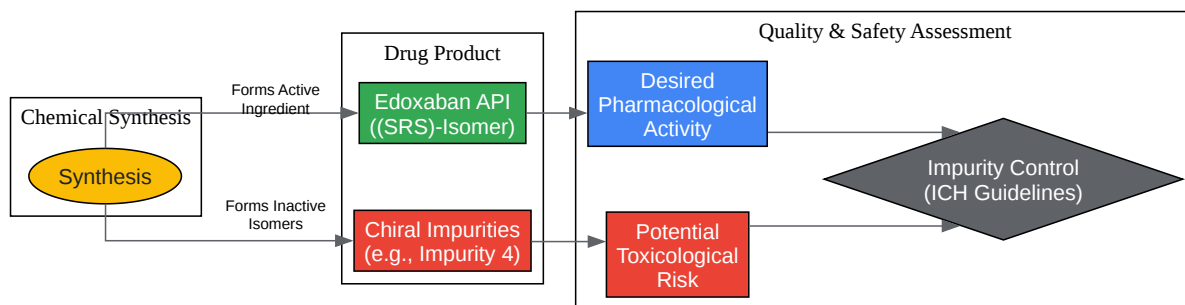 Quality & Safety Assessment
Drug Product
Chemical Synthesis
Forms Active
Ingredient
Edoxaban API
((SRS)-Isomer)
Desired
Pharmacological
Activity
Synthesis
Impurity Control
(ICH Guidelines)
Forms Inactive
Isomers
Chiral Impurities
(e.g., Impurity 4)
Potential
Toxicological
Risk